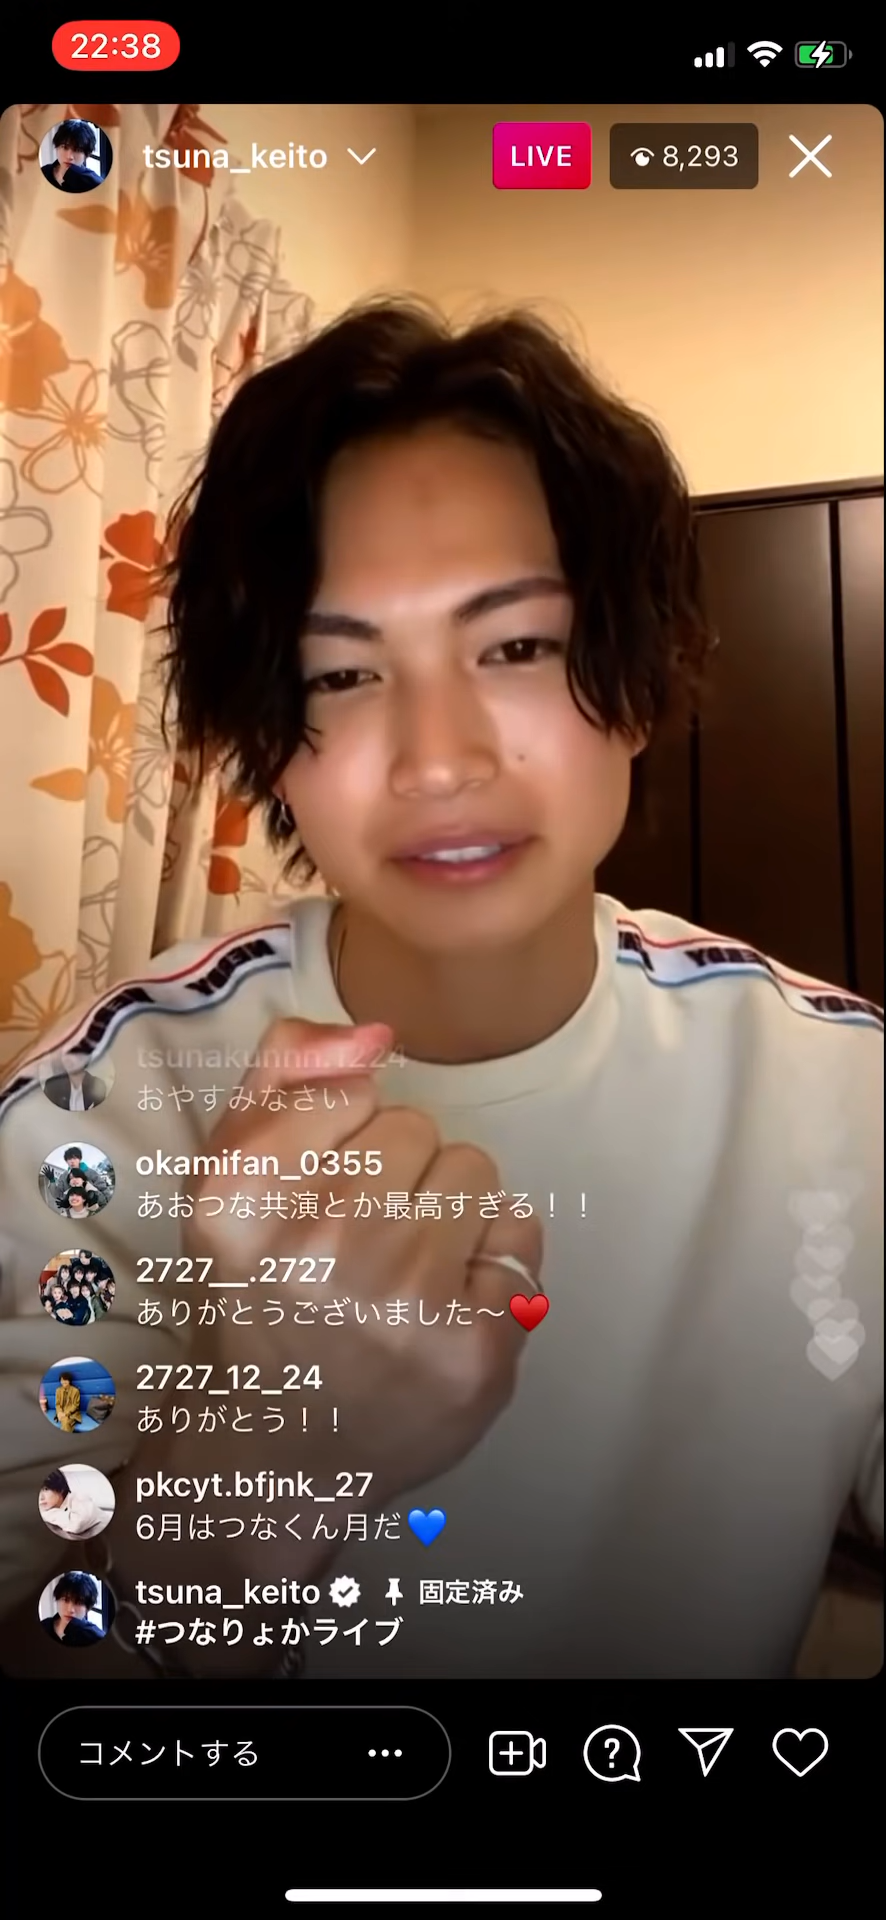 22:38
tsuna_keito
LIVE
8,293
tsunakunnn.1224
おやすみなさい
okamifan_0355
あおつな共演とか最高すぎる！！
2727__.2727
ありがとうございました〜❤️
2727_12_24
ありがとう！！
pkcyt.bfjnk_27
6月はつなくん月だ💙
tsuna_keito 固定済み
#つなりょかライブ
コメントする